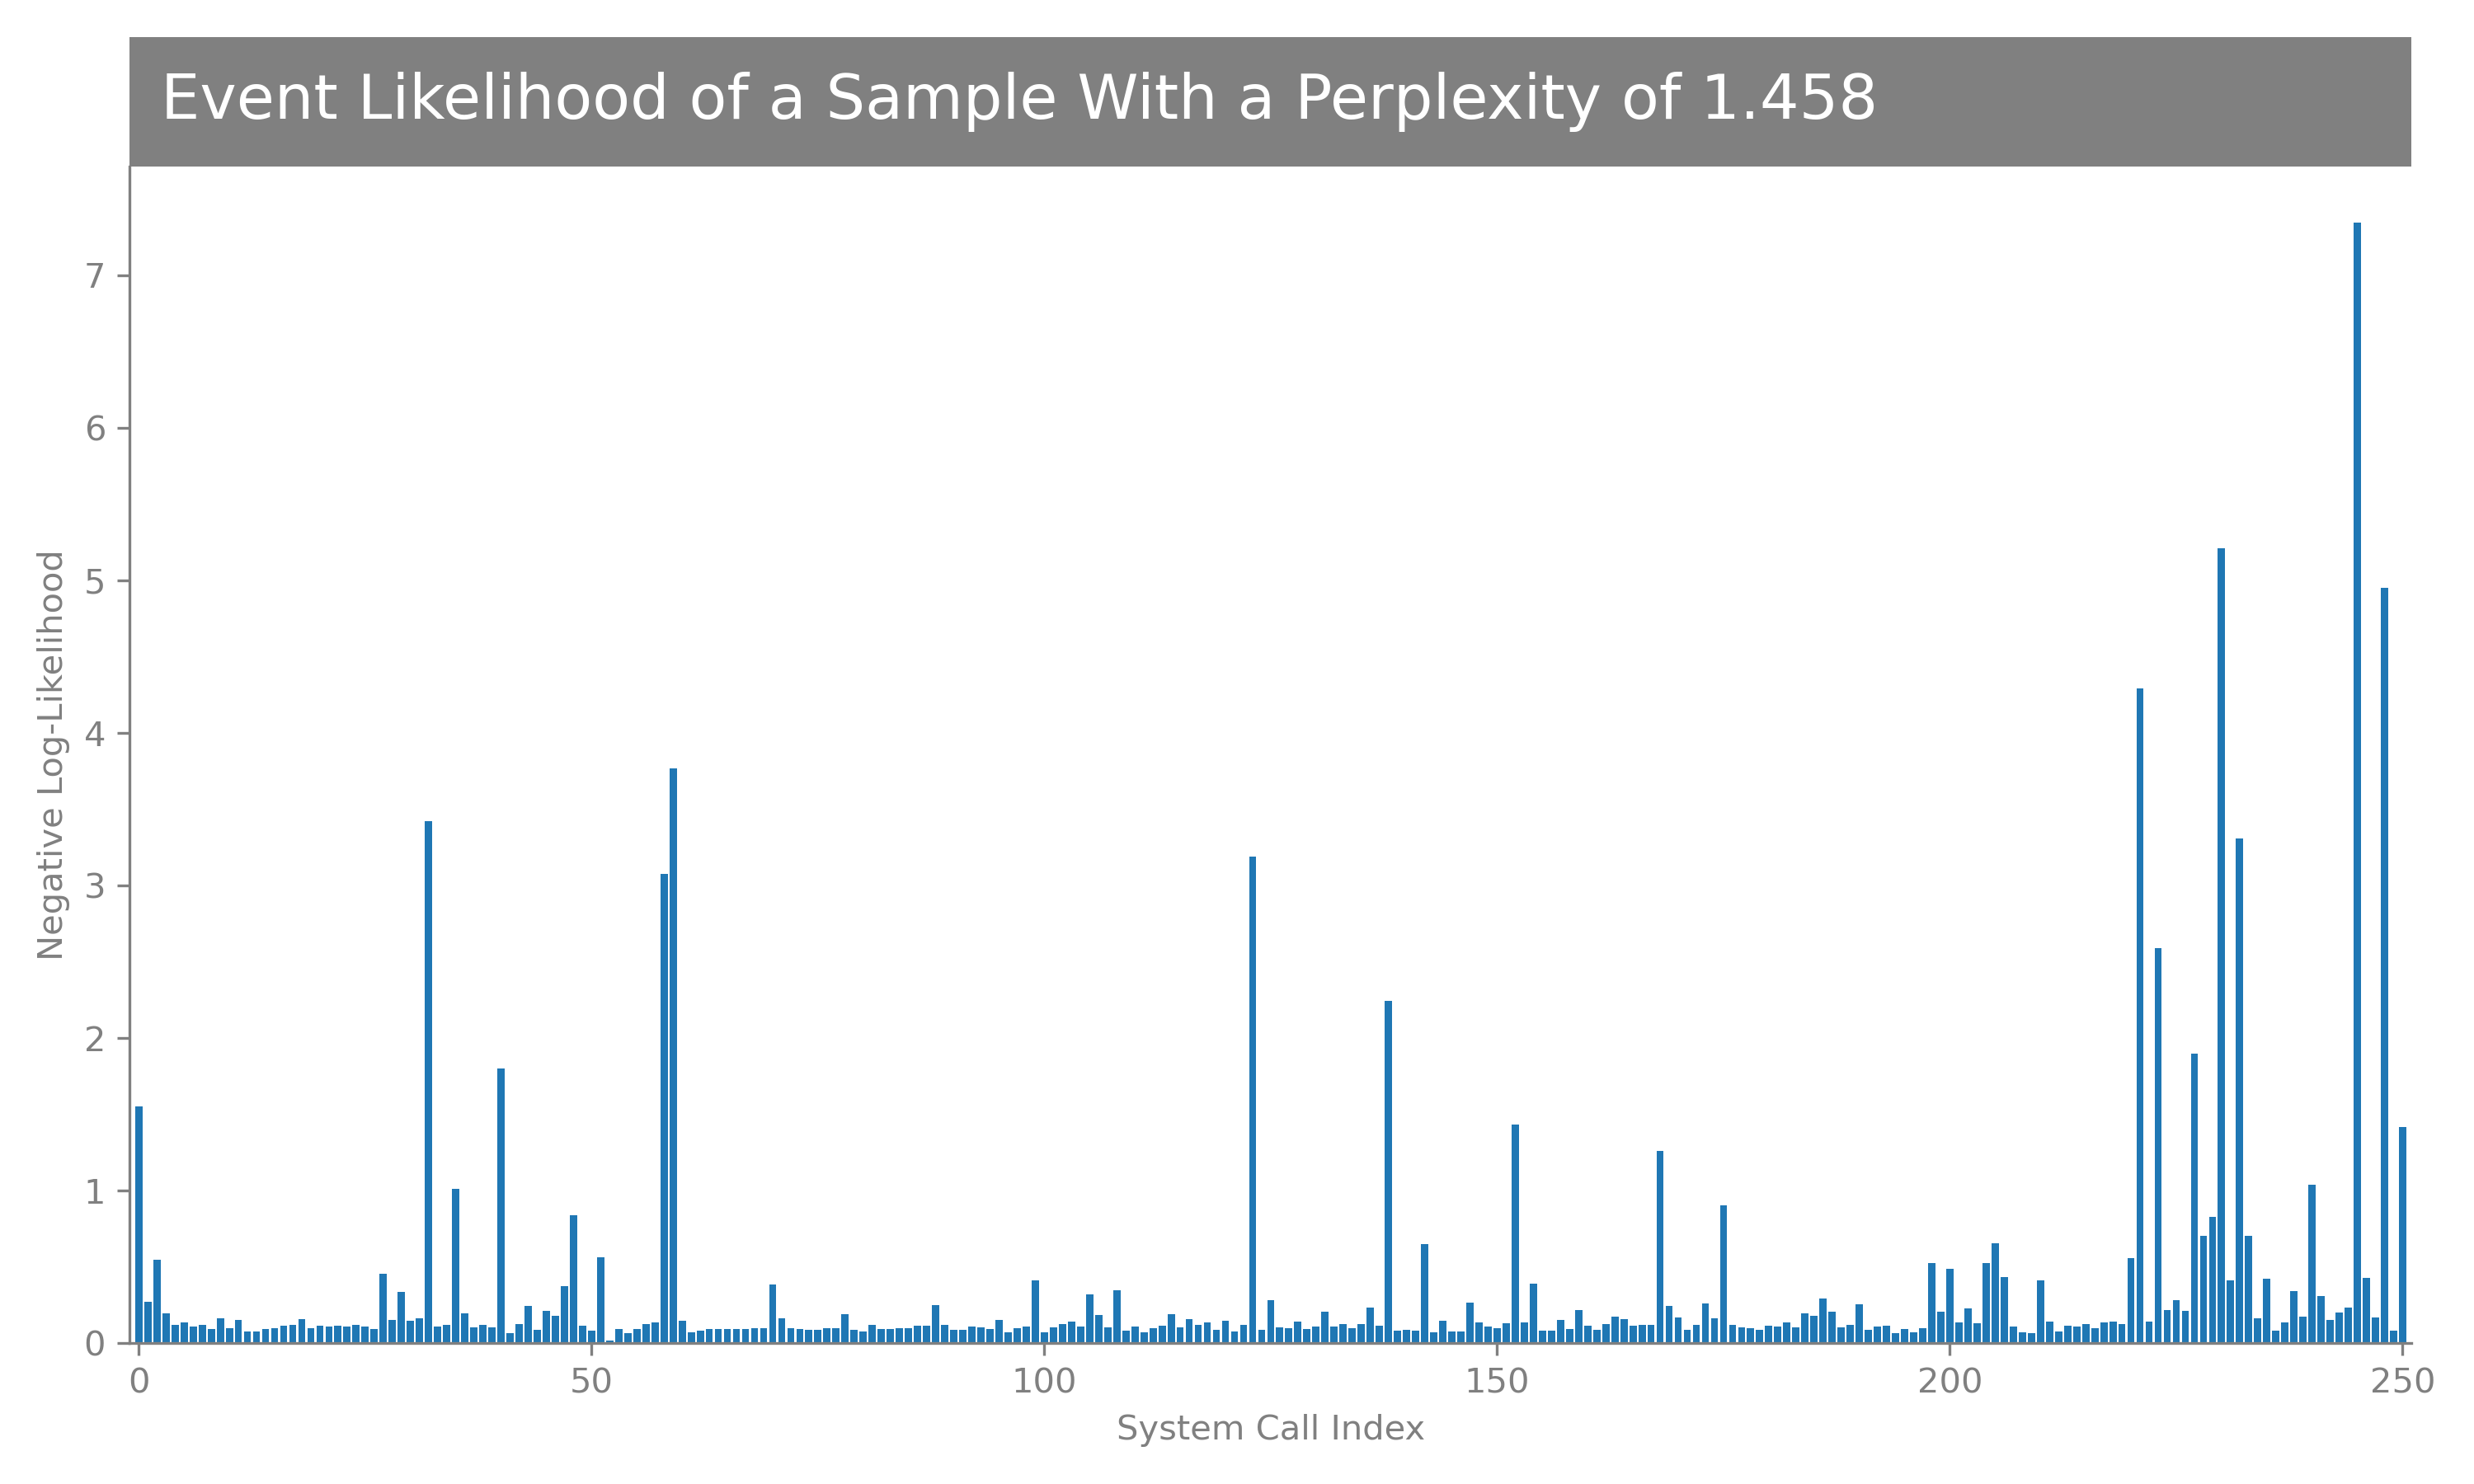 Event Likelihood of a Sample With a Perplexity of 1.458
7
6
5
4
3
2
1
0
Negative Log-Likelihood
0 50 100 150 200 250
System Call Index